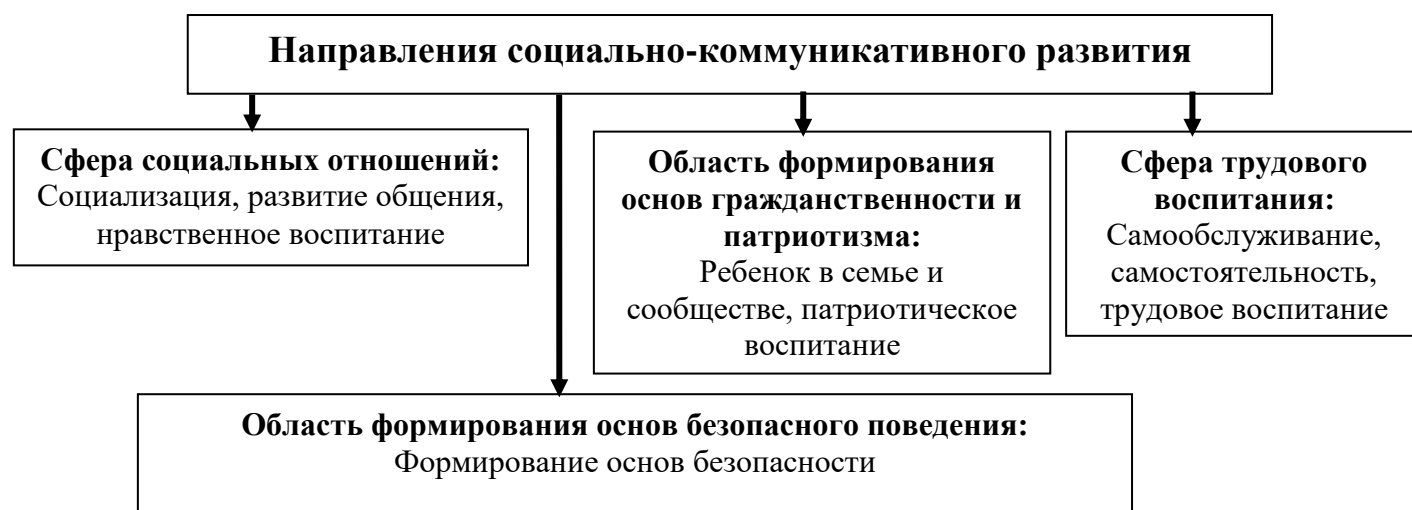 Направления социально-коммуникативного развития
Сфера социальных отношений:
Социализация, развитие общения,
нравственное воспитание
Область формирования
основ гражданственности и
патриотизма:
Ребенок в семье и
сообществе, патриотическое
воспитание
Сфера трудового
воспитания:
Самообслуживание,
самостоятельность,
трудовое воспитание
Область формирования основ безопасного поведения:
Формирование основ безопасности